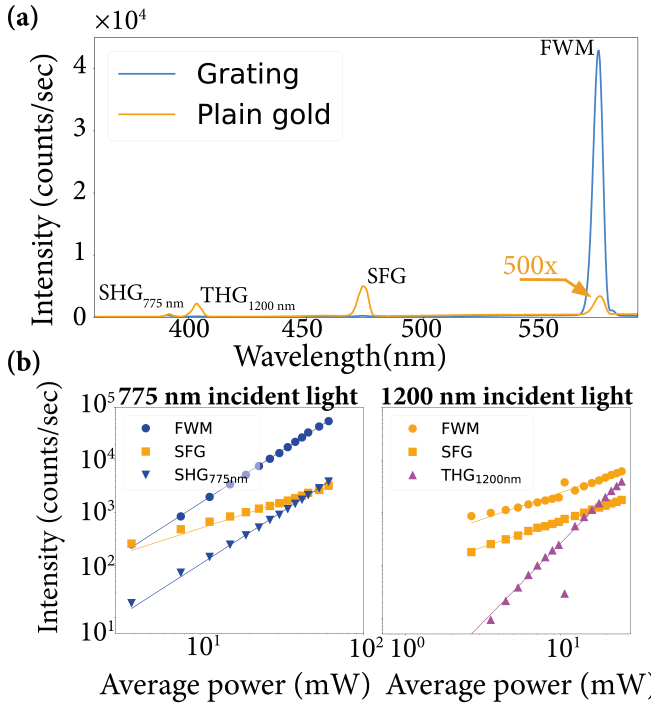 (a)
×10⁴
Intensity (counts/sec)
4
3
2
1
0
Grating
Plain gold
FWM
500x
SFG
SHG775 nm
THG1200 nm
400
450
500
550
Wavelength(nm)
(b)
775 nm incident light
Intensity (counts/sec)
10⁵
10⁴
10³
10²
10¹
FWM
SFG
SHG775nm
10¹
10²
Average power (mW)
1200 nm incident light
FWM
SFG
THG1200nm
10⁰
10¹
Average power (mW)